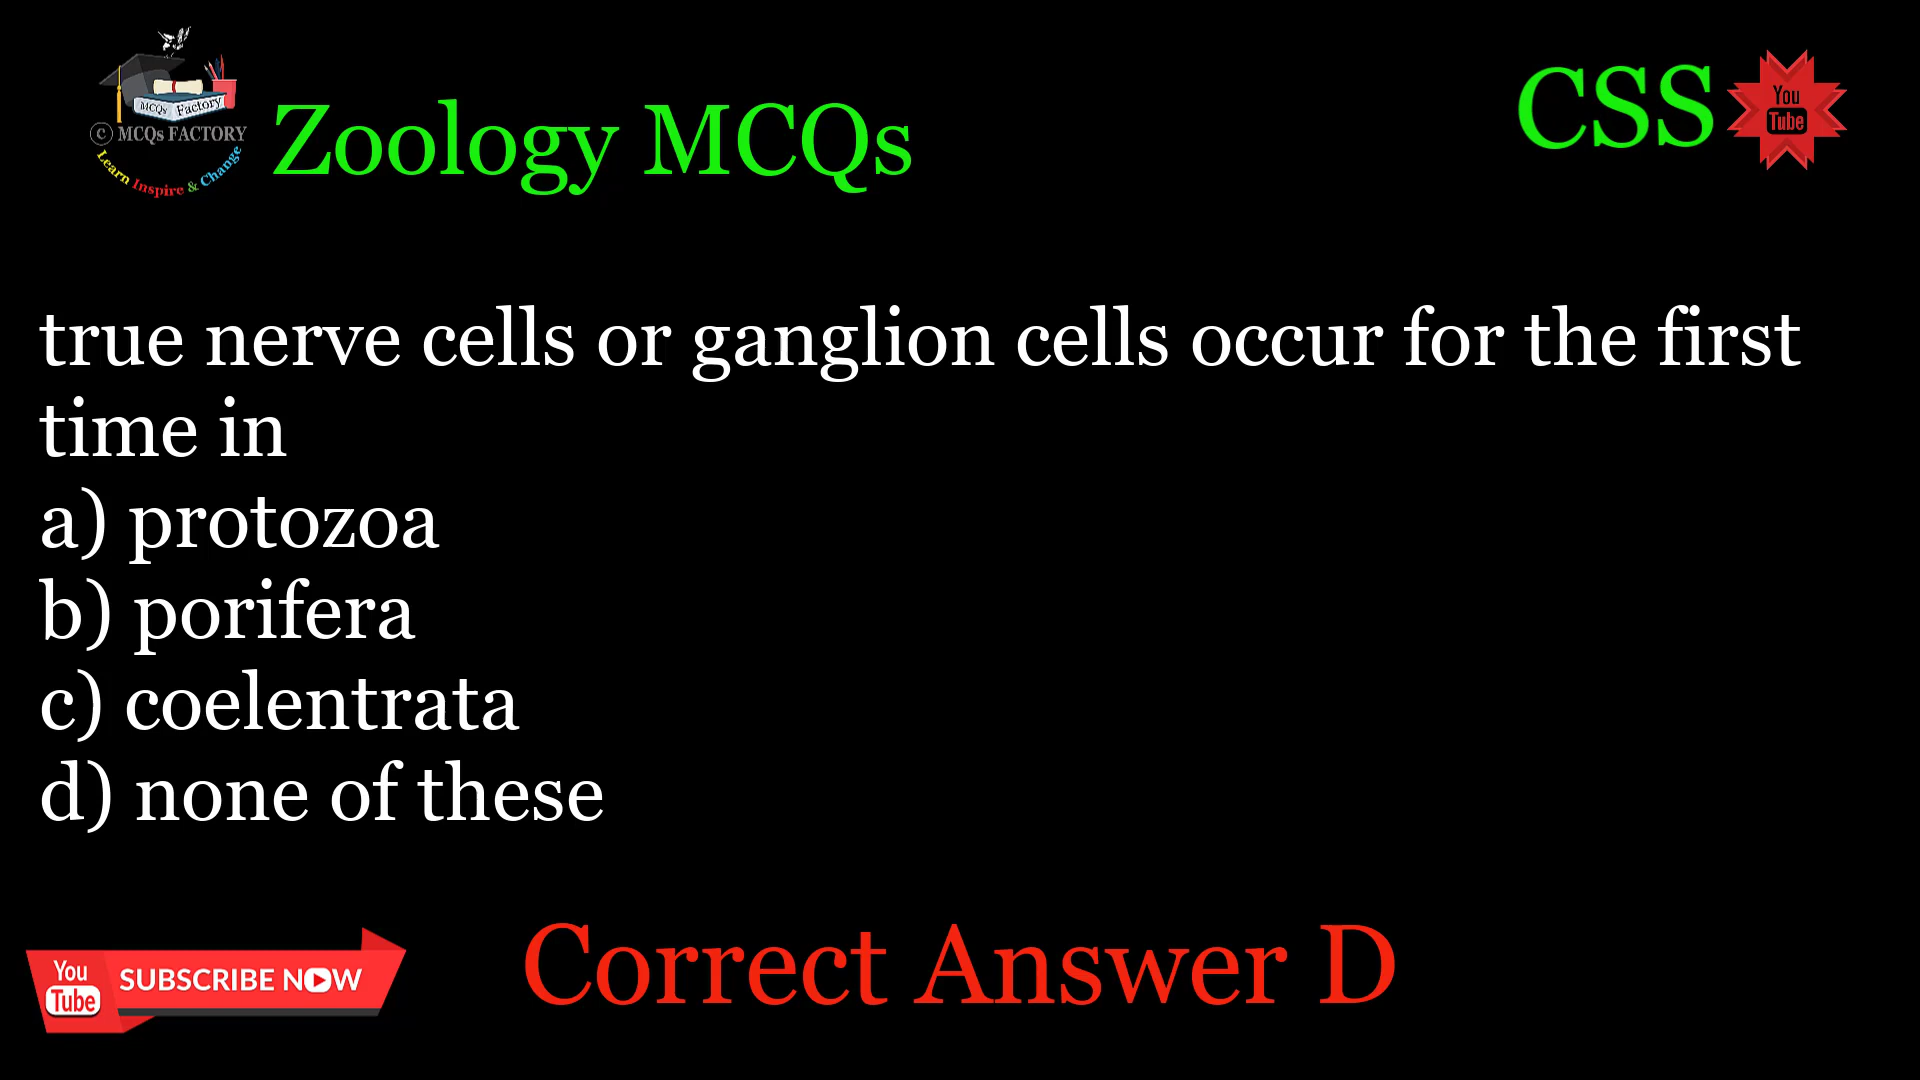 MCQs Factory
© MCQs FACTORY
Learn Inspire & Change
Zoology MCQs
CSS
You
Tube
true nerve cells or ganglion cells occur for the first
time in
a) protozoa
b) porifera
c) coelentrata
d) none of these
You
Tube
SUBSCRIBE NOW
Correct Answer D